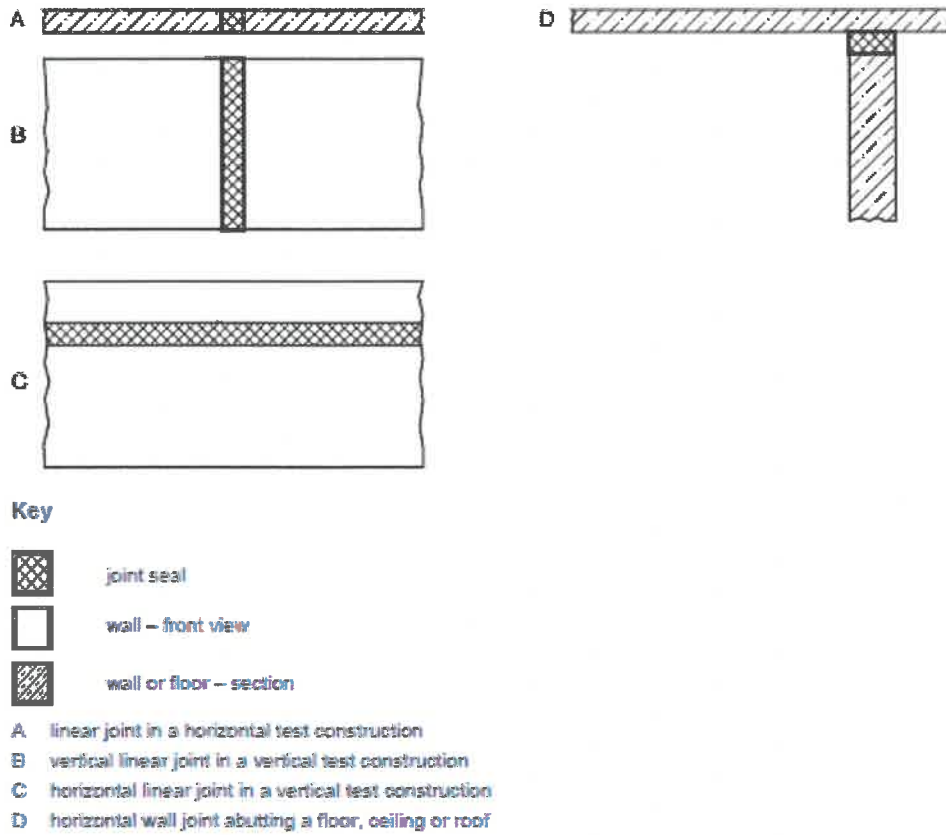 A
D
B
C
Key
joint seal
wall – front view
wall or floor – section
A linear joint in a horizontal test construction
B vertical linear joint in a vertical test construction
C horizontal linear joint in a vertical test construction
D horizontal wall joint abutting a floor, ceiling or roof